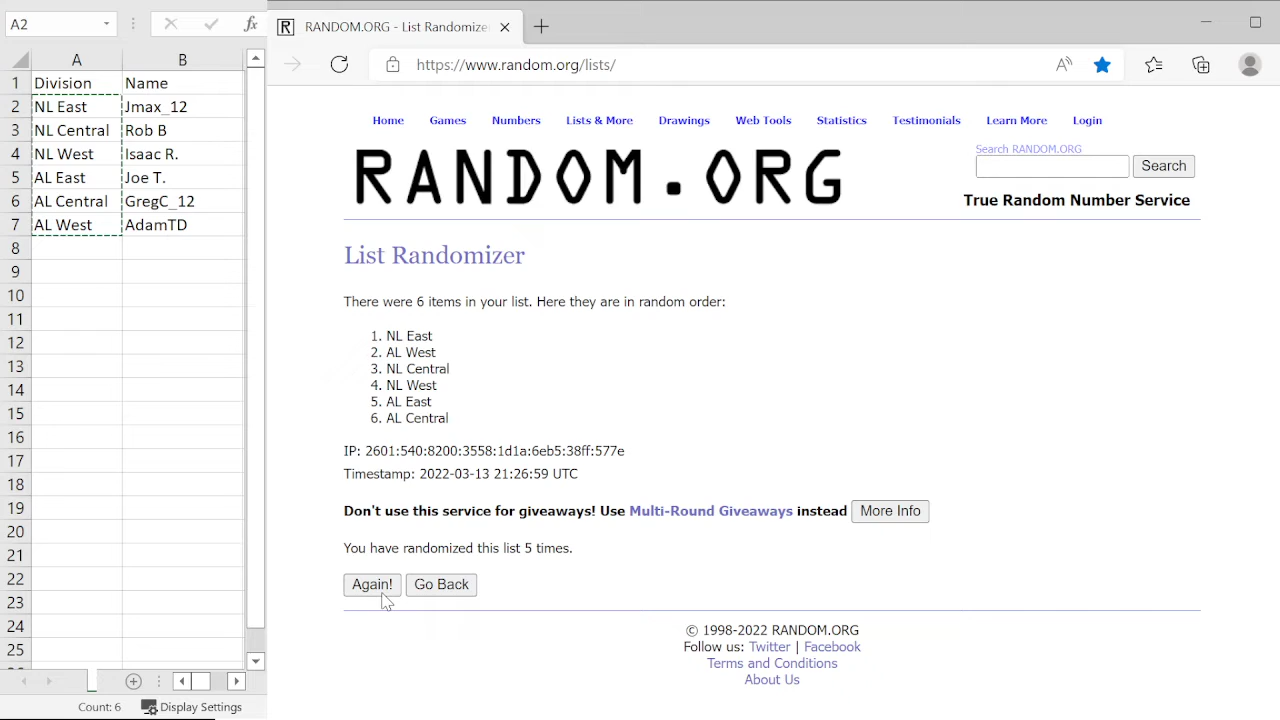 A2
fx
A
B
1 Division Name
2 NL East Jmax_12
3 NL Central Rob B
4 NL West Isaac R.
5 AL East Joe T.
6 AL Central GregC_12
7 AL West AdamTD
8
9
10
11
12
13
14
15
16
17
18
19
20
21
22
23
24
25
Count: 6
Display Settings
R
RANDOM.ORG - List Randomize
https://www.random.org/lists/
Home Games Numbers Lists & More Drawings Web Tools Statistics Testimonials Learn More Login
RANDOM.ORG
Search RANDOM.ORG
Search
True Random Number Service
List Randomizer
There were 6 items in your list. Here they are in random order:
1. NL East
2. AL West
3. NL Central
4. NL West
5. AL East
6. AL Central
IP: 2601:540:8200:3558:1d1a:6eb5:38ff:577e
Timestamp: 2022-03-13 21:26:59 UTC
Don't use this service for giveaways! Use Multi-Round Giveaways instead More Info
You have randomized this list 5 times.
Again! Go Back
© 1998-2022 RANDOM.ORG
Follow us: Twitter | Facebook
Terms and Conditions
About Us